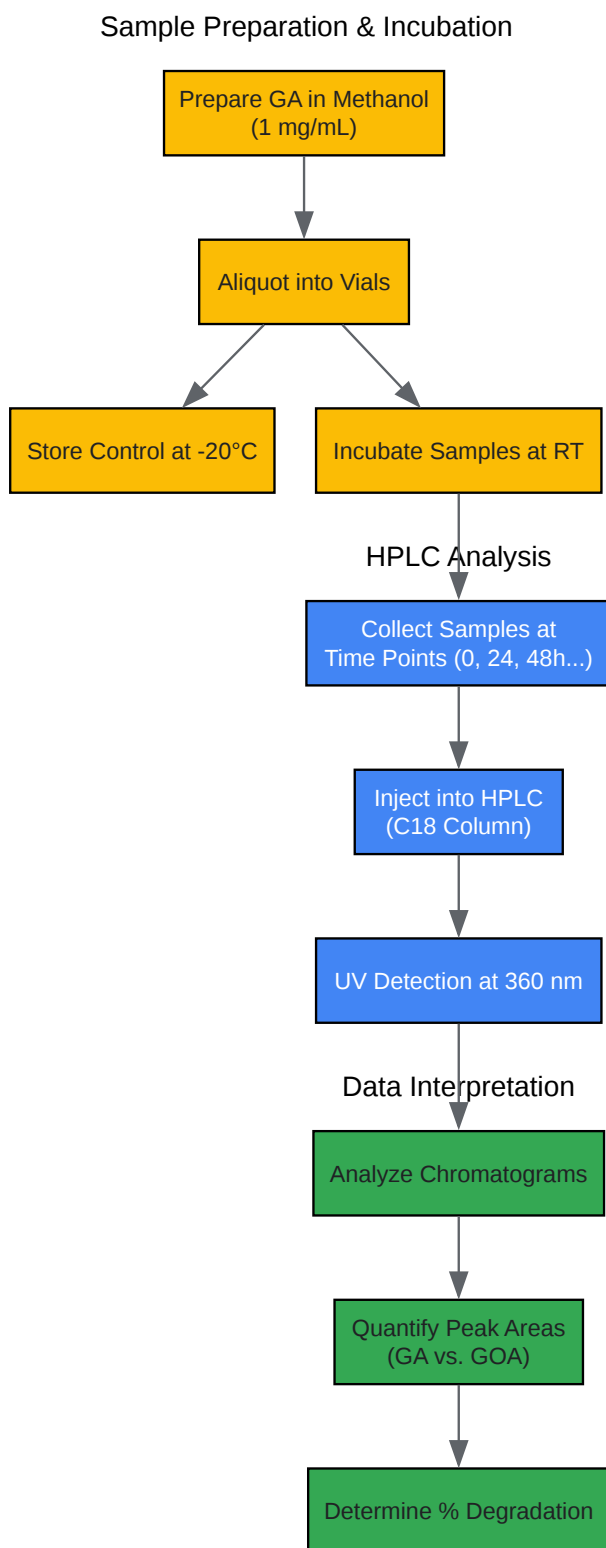 Sample Preparation & Incubation
Prepare GA in Methanol
(1 mg/mL)
Aliquot into Vials
Store Control at -20°C
Incubate Samples at RT
HPLC Analysis
Collect Samples at
Time Points (0, 24, 48h...)
Inject into HPLC
(C18 Column)
UV Detection at 360 nm
Data Interpretation
Analyze Chromatograms
Quantify Peak Areas
(GA vs. GOA)
Determine % Degradation